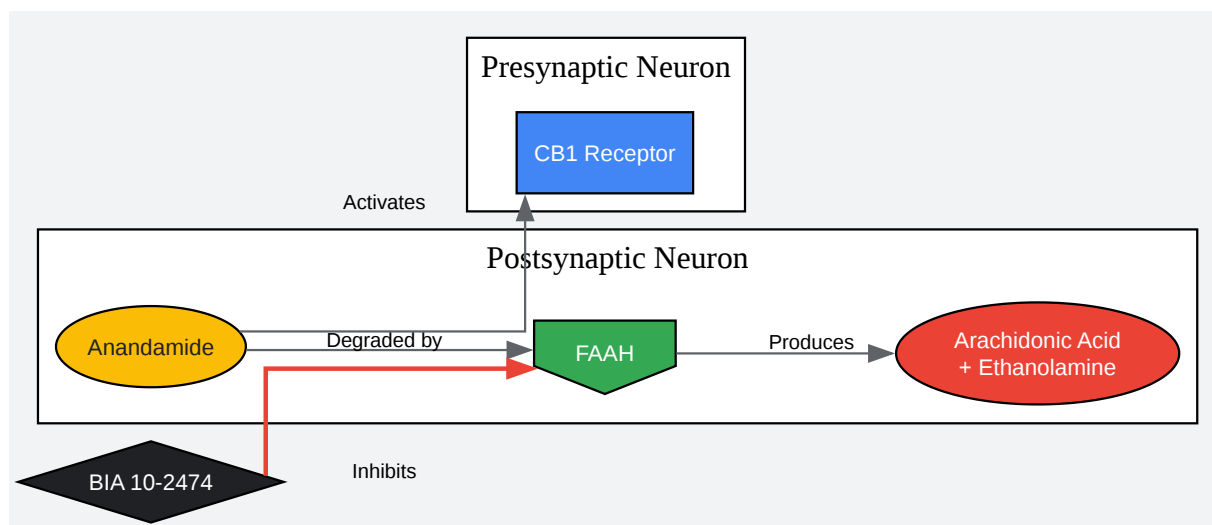 Presynaptic Neuron
CB1 Receptor
Activates
Postsynaptic Neuron
Anandamide
Degraded by
FAAH
Produces
Arachidonic Acid
+ Ethanolamine
BIA 10-2474
Inhibits